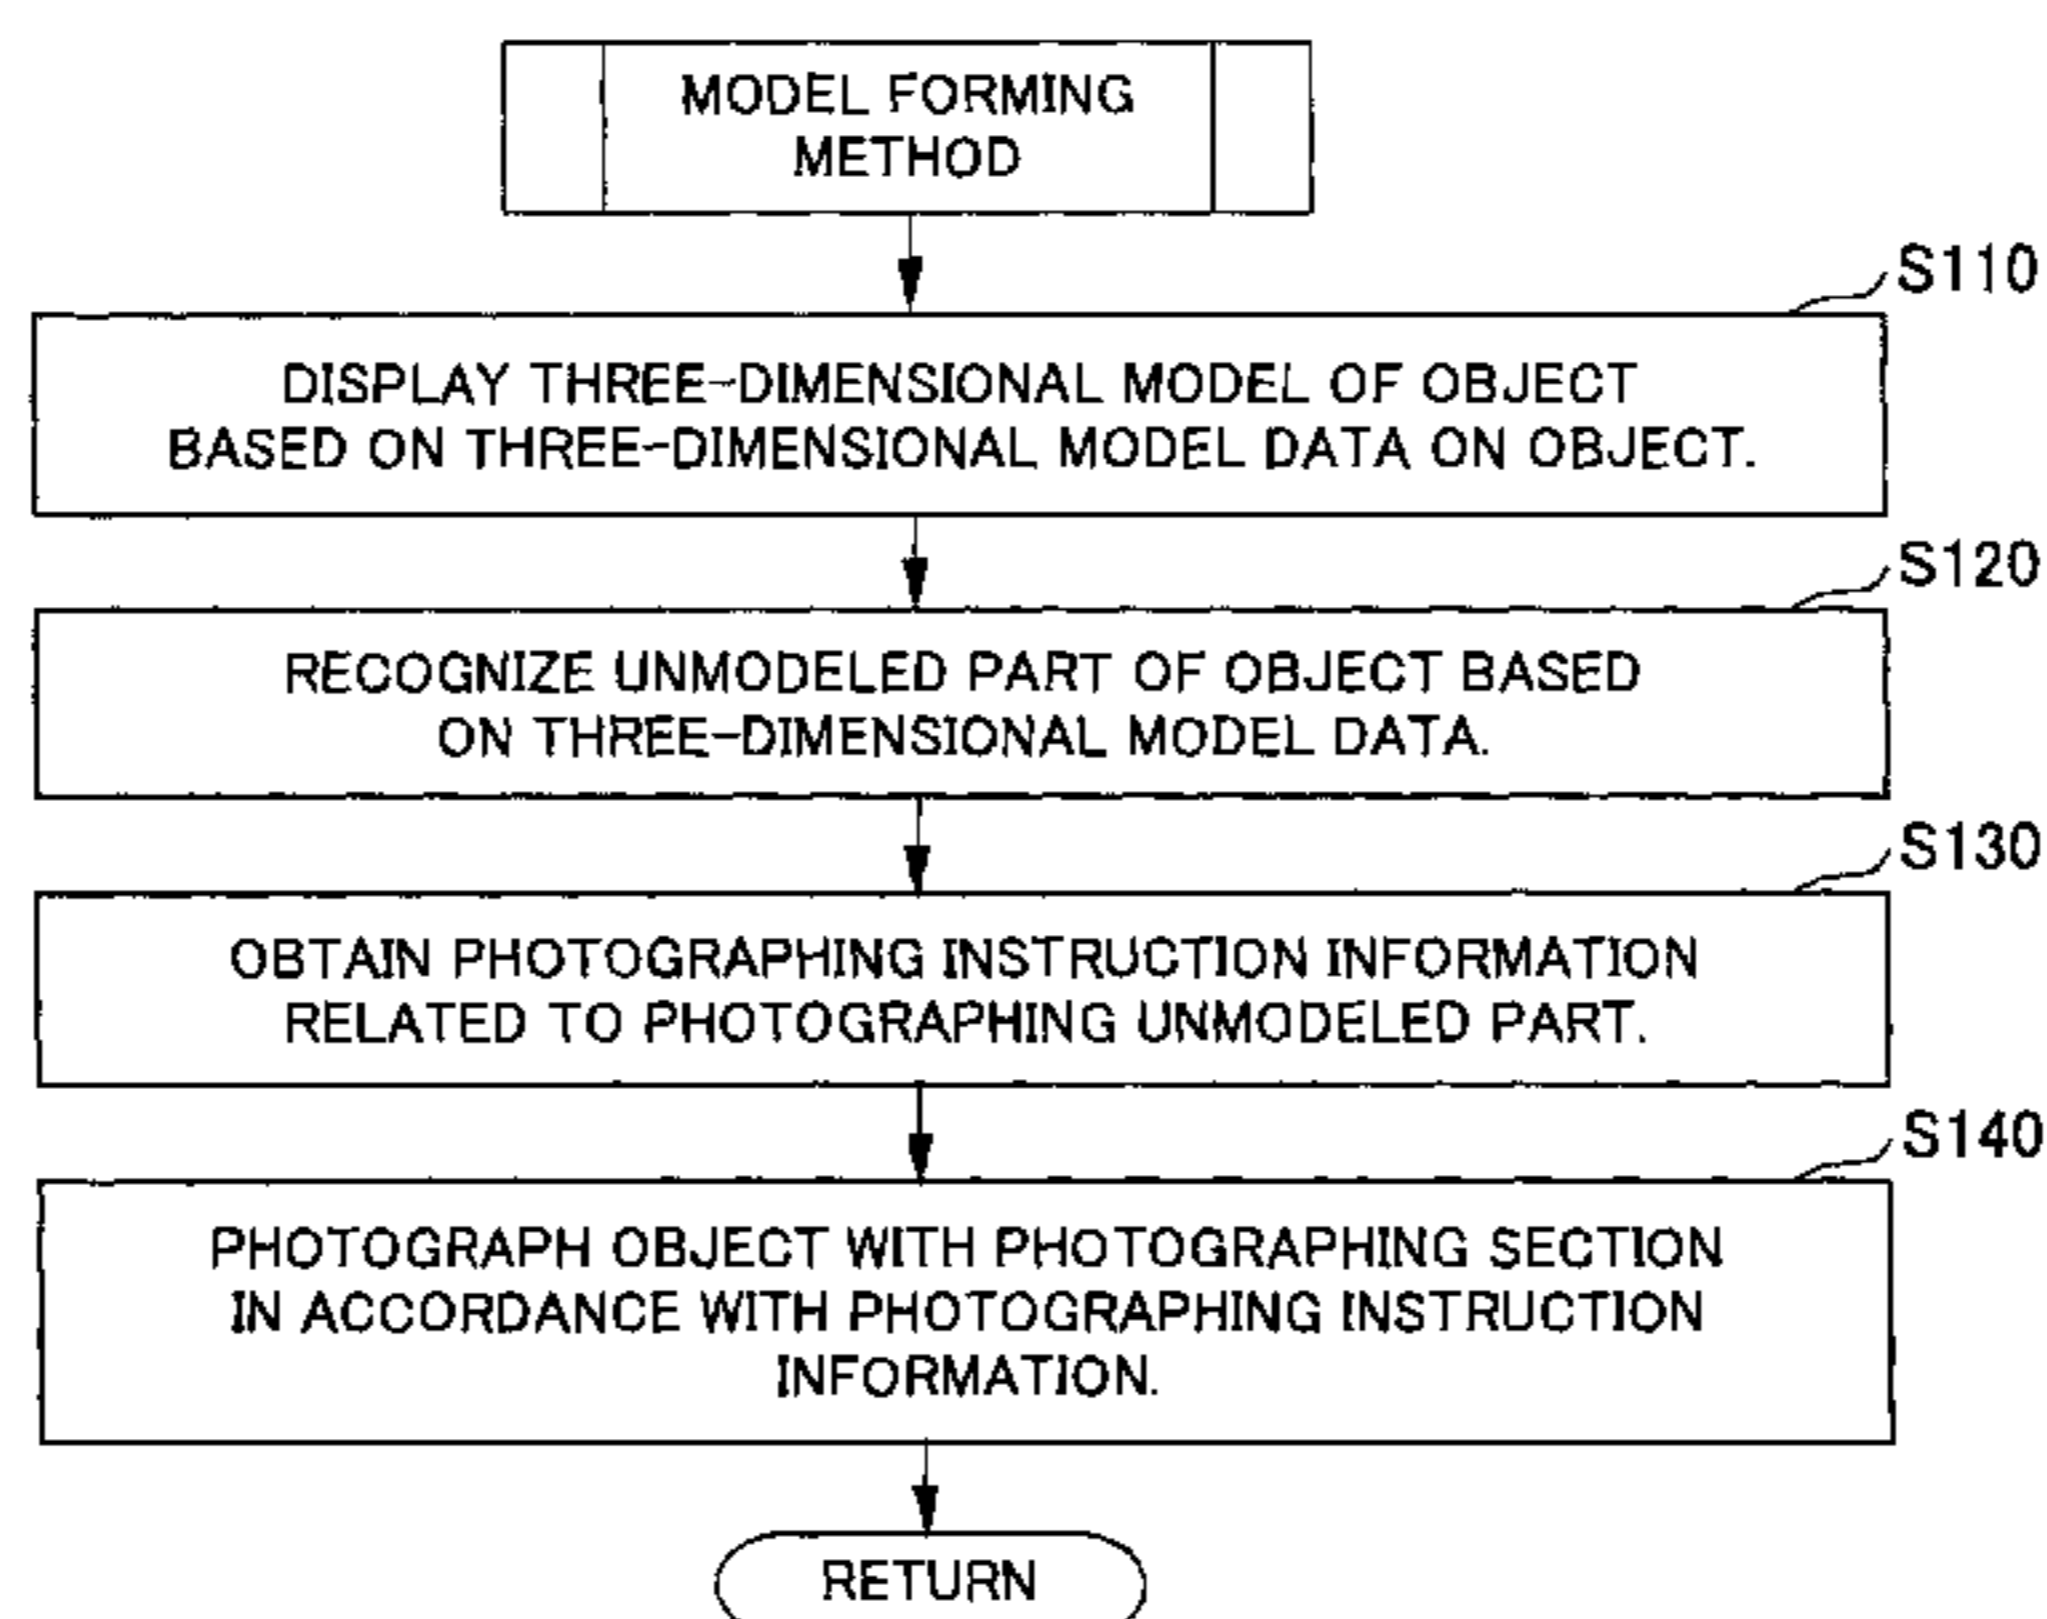 MODEL FORMING
METHOD
S110
DISPLAY THREE-DIMENSIONAL MODEL OF OBJECT
BASED ON THREE-DIMENSIONAL MODEL DATA ON OBJECT.
S120
RECOGNIZE UNMODELED PART OF OBJECT BASED
ON THREE-DIMENSIONAL MODEL DATA.
S130
OBTAIN PHOTOGRAPHING INSTRUCTION INFORMATION
RELATED TO PHOTOGRAPHING UNMODELED PART.
S140
PHOTOGRAPH OBJECT WITH PHOTOGRAPHING SECTION
IN ACCORDANCE WITH PHOTOGRAPHING INSTRUCTION
INFORMATION.
RETURN